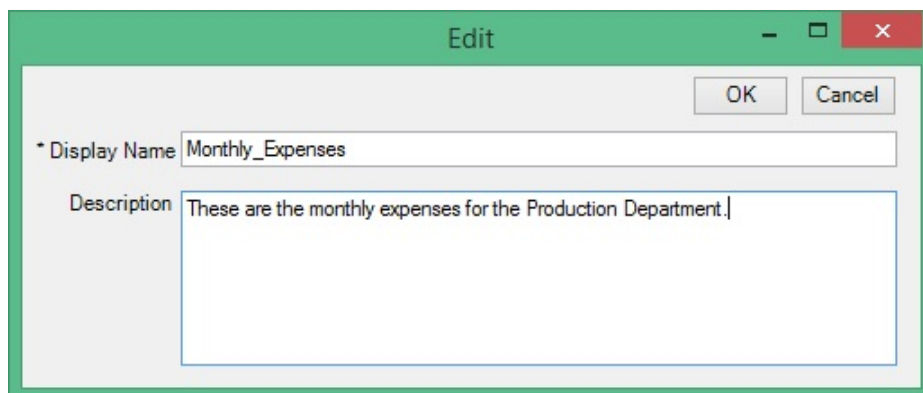 Edit
OK Cancel
* Display Name Monthly_Expenses
Description These are the monthly expenses for the Production Department.